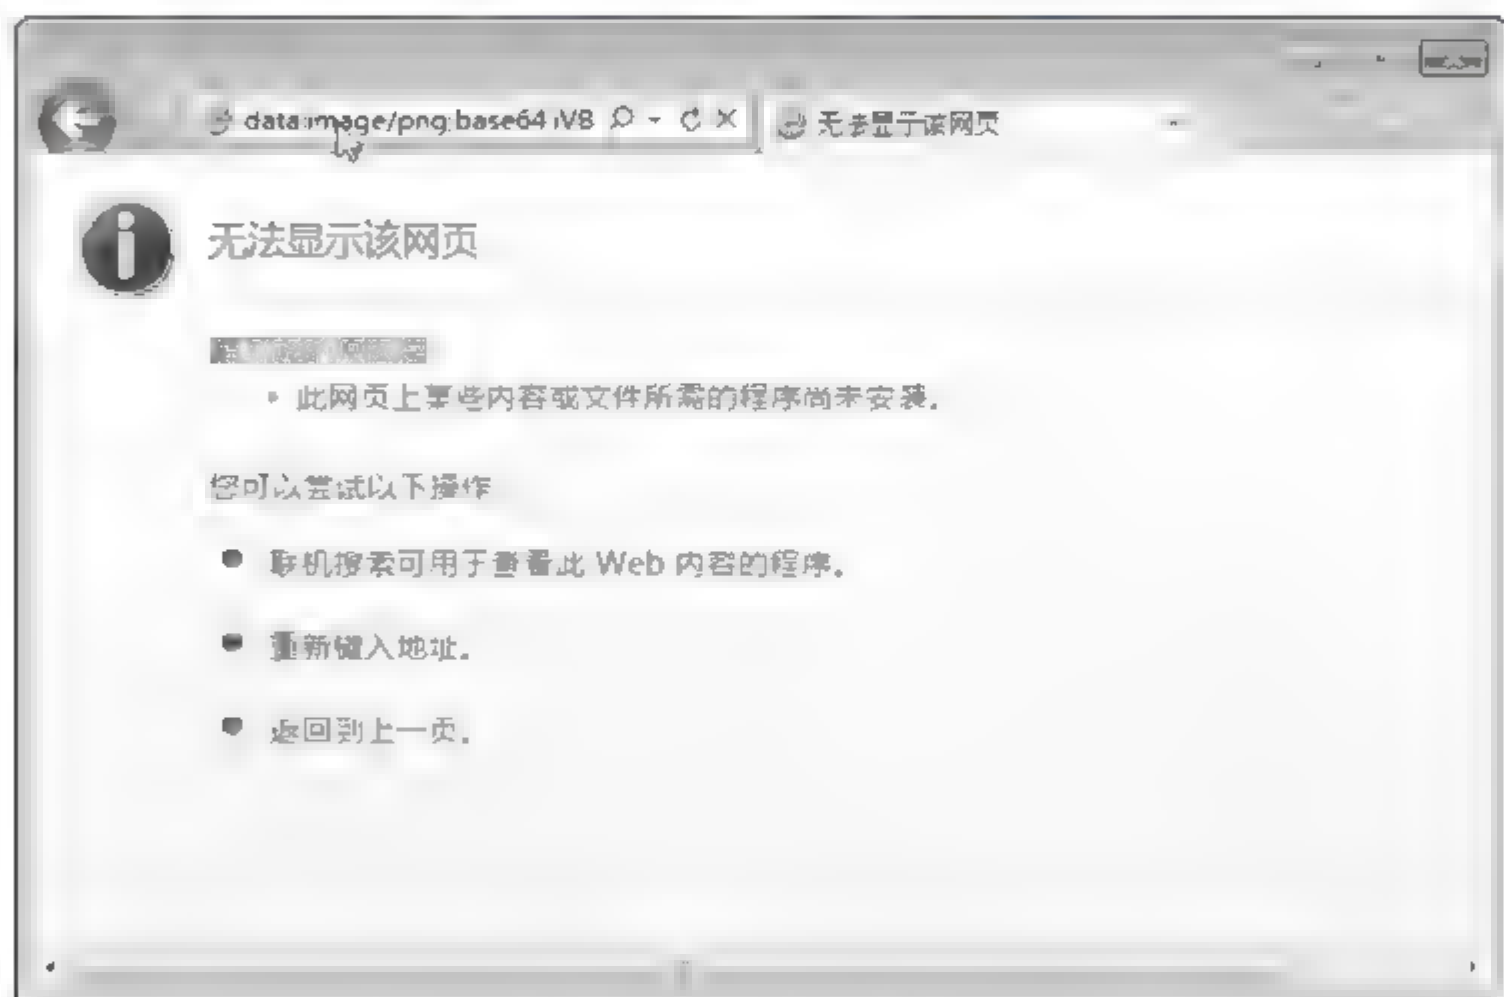 data:image/png;base64,iV8
无法显示该网页
无法显示该网页
此网页上某些内容或文件所需的程序尚未安装。
您可以尝试以下操作
联机搜索可用于查看此 Web 内容的程序。
重新键入地址。
返回到上一页。